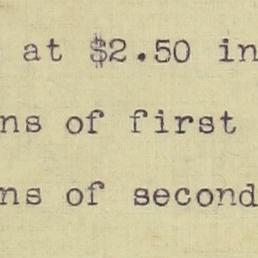 at $2.50 in
ns of first
ns of second